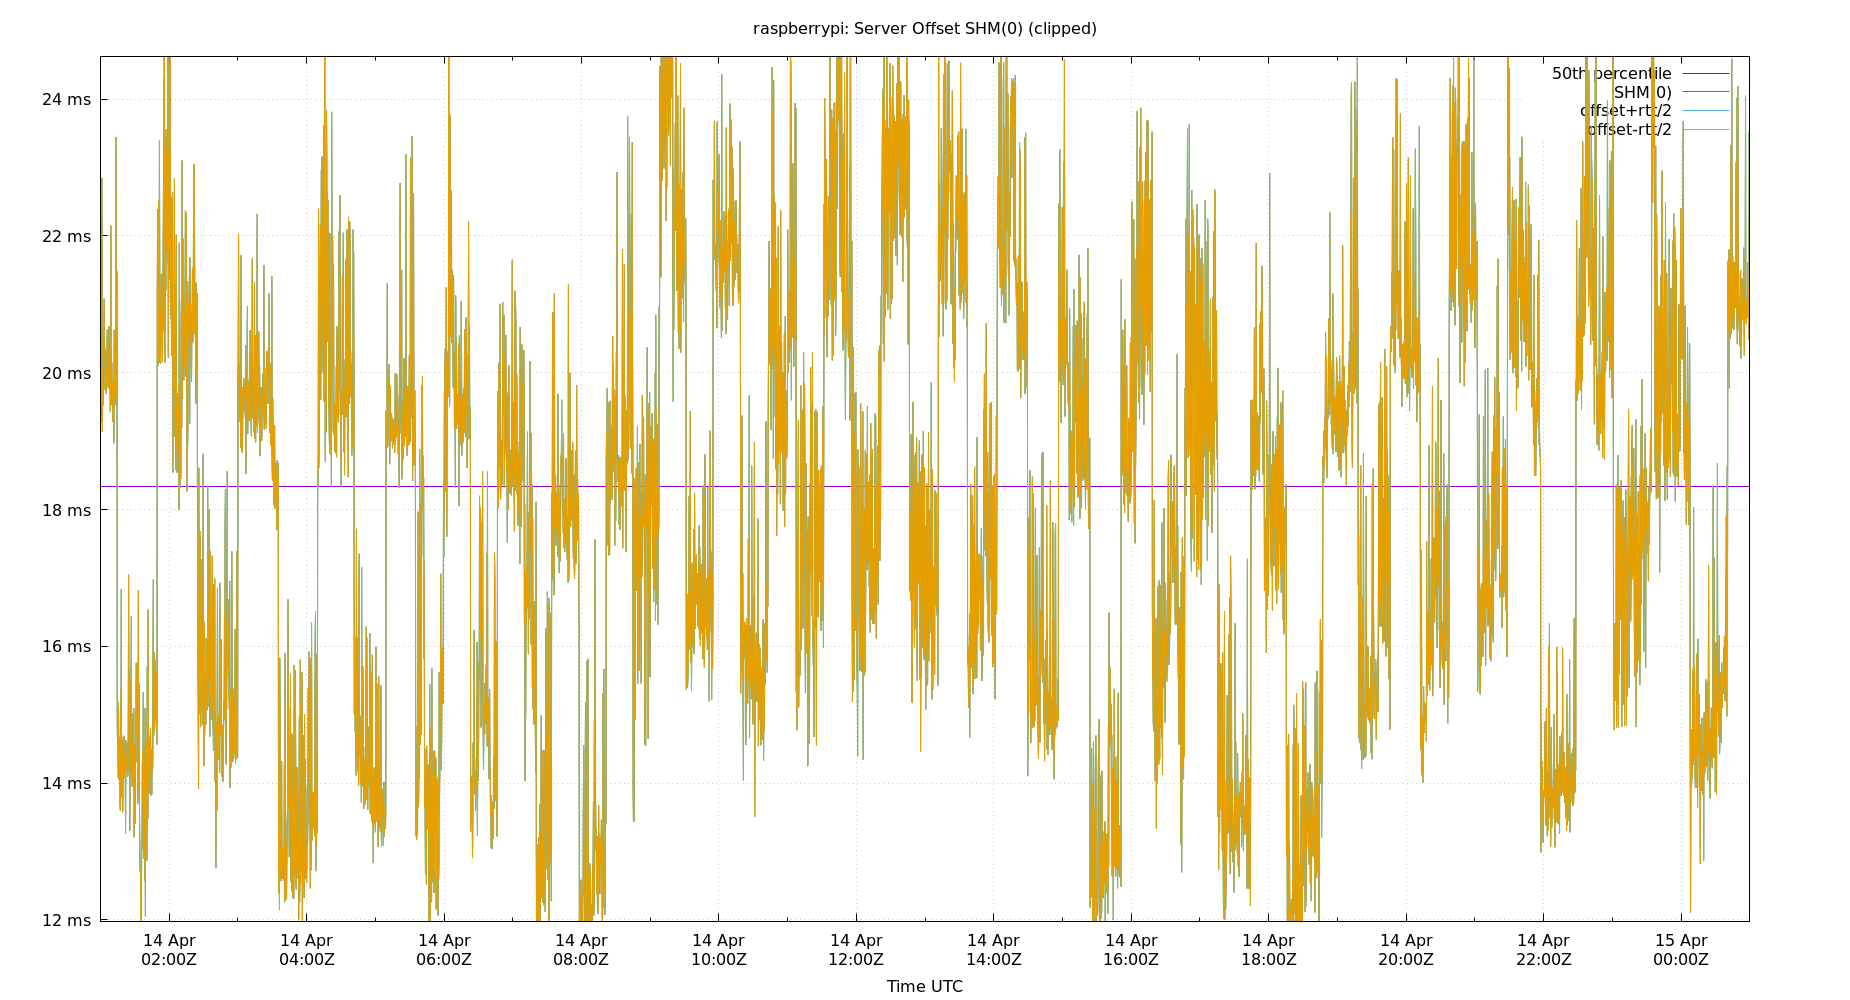 raspberrypi: Server Offset SHM(0) (clipped)
50th percentile
SHM(0)
offset+rtt/2
offset-rtt/2
24 ms
22 ms
20 ms
18 ms
16 ms
14 ms
12 ms
14 Apr 14 Apr 14 Apr 14 Apr 14 Apr 14 Apr 14 Apr 14 Apr 14 Apr 14 Apr 14 Apr 15 Apr
02:00Z 04:00Z 06:00Z 08:00Z 10:00Z 12:00Z 14:00Z 16:00Z 18:00Z 20:00Z 22:00Z 00:00Z
Time UTC